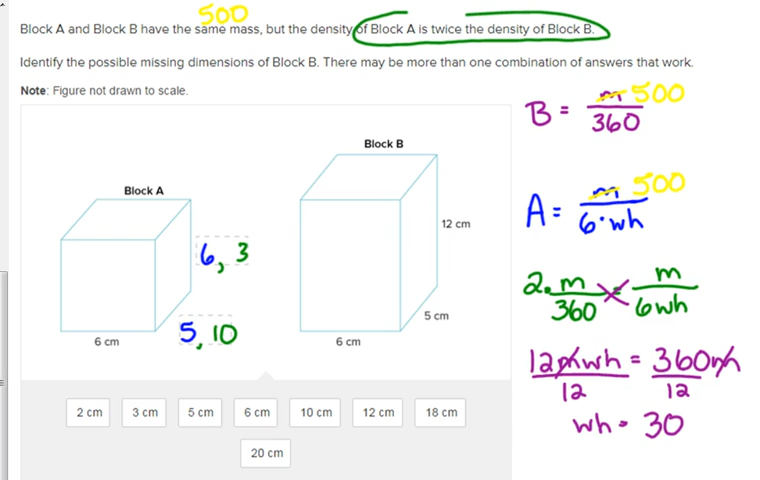 500
Block A and Block B have the same mass, but the density of Block A is twice the density of Block B.
Identify the possible missing dimensions of Block B. There may be more than one combination of answers that work.
Note: Figure not drawn to scale.
Block A
6, 3
5, 10
6 cm
Block B
12 cm
5 cm
6 cm
2 cm 3 cm 5 cm 6 cm 10 cm 12 cm 18 cm
20 cm
B = m 500
360
A = m 500
6·wh
2·m m
360 6wh
12mwh = 360m
12 12
wh = 30